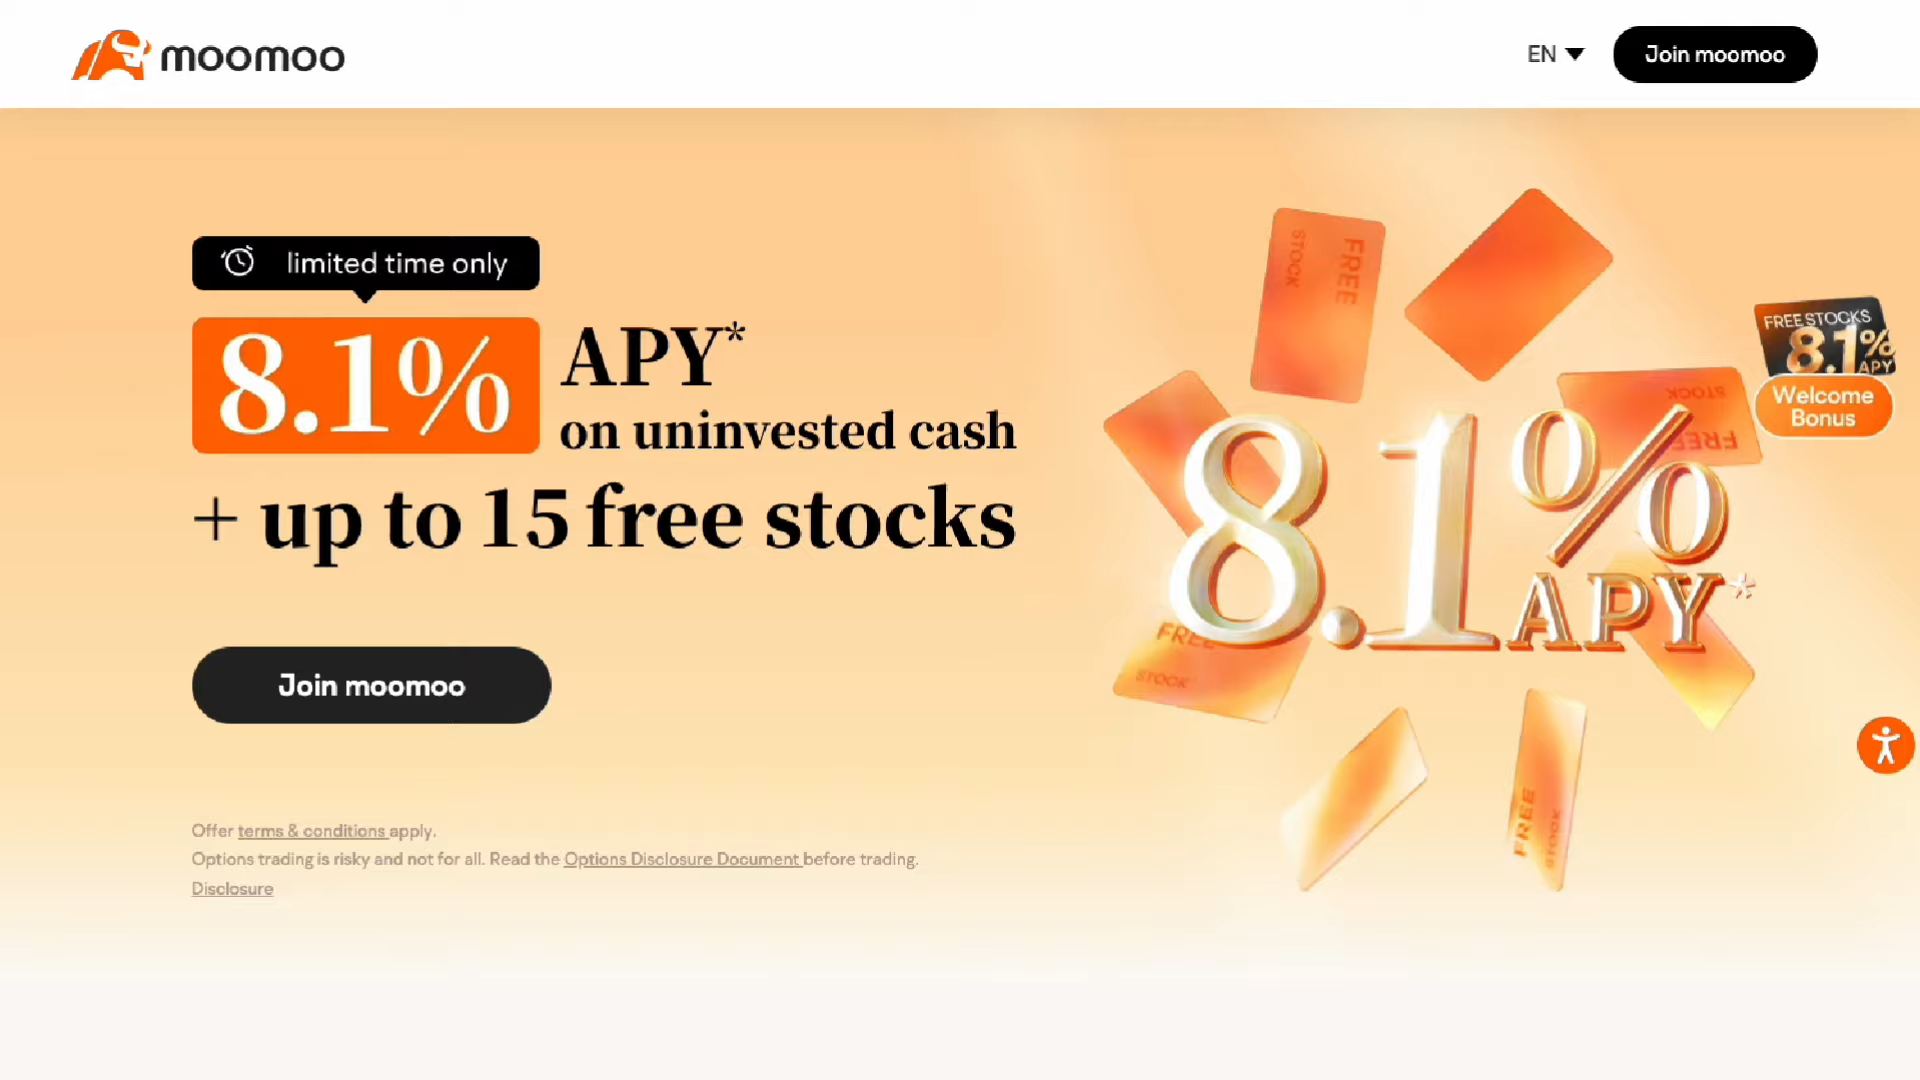 moomoo
EN
Join moomoo
limited time only
8.1%
APY*
on uninvested cash
+ up to 15 free stocks
Join moomoo
Offer terms & conditions apply.
Options trading is risky and not for all. Read the Options Disclosure Document before trading.
Disclosure
FREE
STOCK
STOCK
FREE
8.1%
APY*
FREE
STOCK
FREE
STOCK
FREE STOCKS
8.1%
APY
Welcome
Bonus